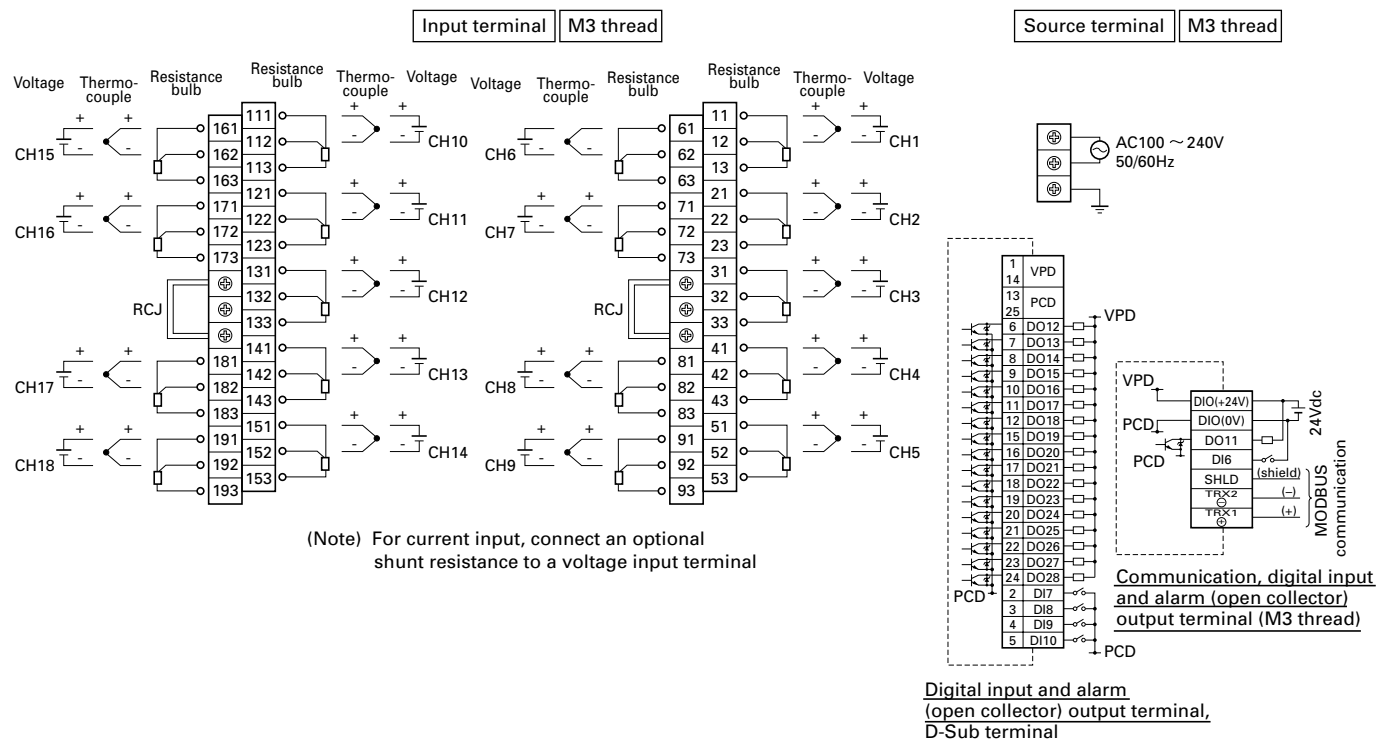 Input terminal M3 thread
Source terminal M3 thread
Voltage
Thermo-
couple
Resistance
bulb
Resistance
bulb
Thermo-
couple
Voltage
161
162
163
171
172
173
RCJ
181
182
183
191
192
193
111
112
113
121
122
123
131
132
133
141
142
143
151
152
153
+
-
CH15
+
-
CH16
+
-
CH17
+
-
CH18
+
-
CH10
+
-
CH11
+
-
CH12
+
-
CH13
+
-
CH14
Voltage
Thermo-
couple
Resistance
bulb
Resistance
bulb
Thermo-
couple
Voltage
61
62
63
71
72
73
RCJ
81
82
83
91
92
93
11
12
13
21
22
23
31
32
33
41
42
43
51
52
53
+
-
CH6
+
-
CH7
+
-
CH8
+
-
CH9
+
-
CH1
+
-
CH2
+
-
CH3
+
-
CH4
+
-
CH5
(Note) For current input, connect an optional
shunt resistance to a voltage input terminal
AC100 ～ 240V
50/60Hz
1
14
VPD
13
25
PCD
VPD
6 DO12
7 DO13
8 DO14
9 DO15
10 DO16
11 DO17
12 DO18
15 DO19
16 DO20
17 DO21
18 DO22
19 DO23
20 DO24
21 DO25
22 DO26
23 DO27
24 DO28
PCD
2 DI7
3 DI8
4 DI9
5 DI10
PCD
Digital input and alarm
(open collector) output terminal,
D-Sub terminal
VPD
PCD
PCD
DIO(+24V)
DIO(0V)
DO11
DI6
SHLD (shield)
TRX2 (−)
⊖
TRX1 (+)
⊕
24Vdc
MODBUS
communication
Communication, digital input
and alarm (open collector)
output terminal (M3 thread)